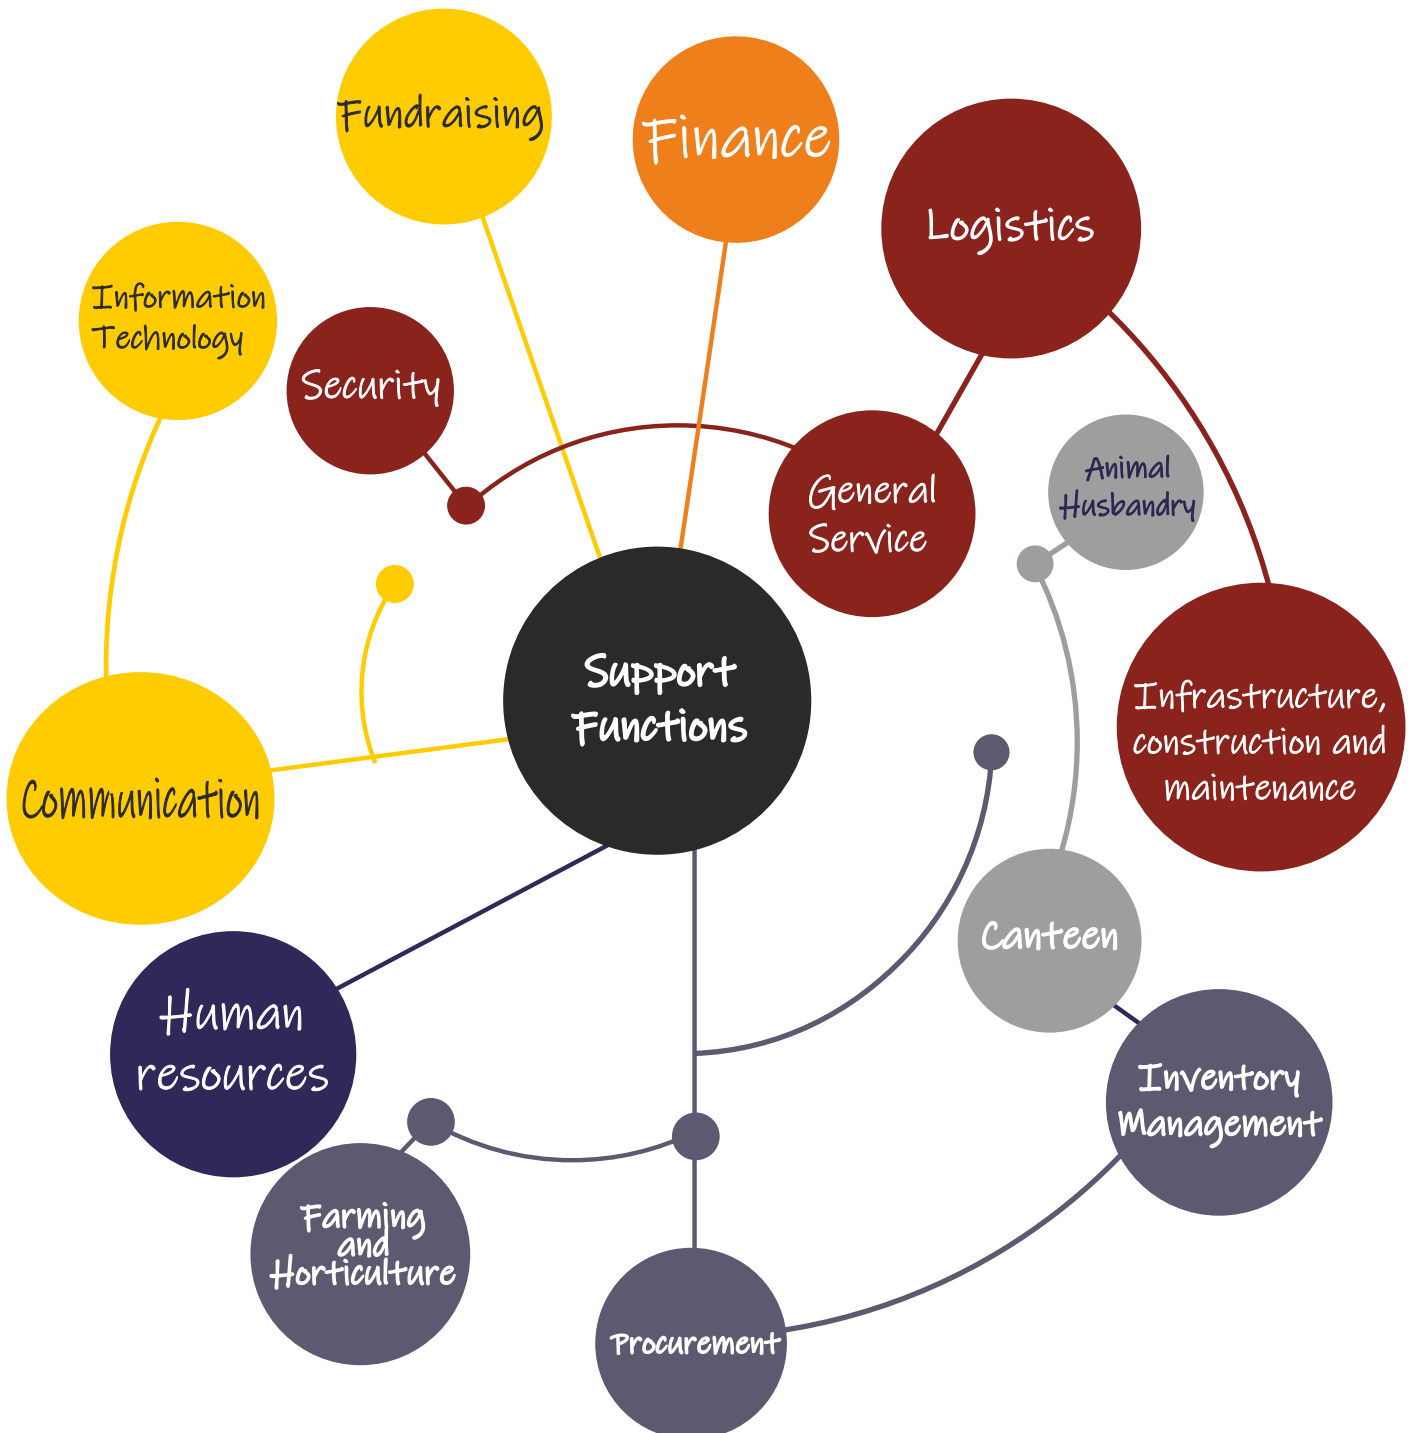 Fundraising
Finance
Logistics
Information
Technology
Security
General
Service
Animal
Husbandry
Support
Functions
Infrastructure,
construction and
maintenance
Communication
Canteen
Human
resources
Inventory
Management
Farming
and
Horticulture
Procurement